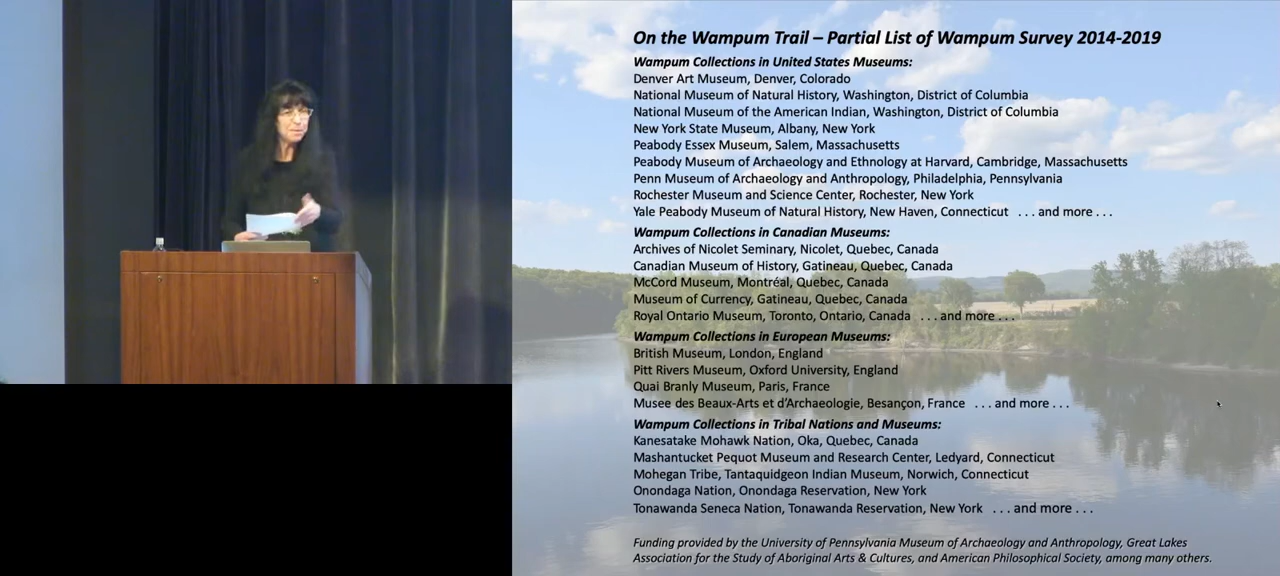 On the Wampum Trail – Partial List of Wampum Survey 2014-2019
Wampum Collections in United States Museums:
Denver Art Museum, Denver, Colorado
National Museum of Natural History, Washington, District of Columbia
National Museum of the American Indian, Washington, District of Columbia
New York State Museum, Albany, New York
Peabody Essex Museum, Salem, Massachusetts
Peabody Museum of Archaeology and Ethnology at Harvard, Cambridge, Massachusetts
Penn Museum of Archaeology and Anthropology, Philadelphia, Pennsylvania
Rochester Museum and Science Center, Rochester, New York
Yale Peabody Museum of Natural History, New Haven, Connecticut . . . and more . . .
Wampum Collections in Canadian Museums:
Archives of Nicolet Seminary, Nicolet, Quebec, Canada
Canadian Museum of History, Gatineau, Quebec, Canada
McCord Museum, Montréal, Quebec, Canada
Museum of Currency, Gatineau, Quebec, Canada
Royal Ontario Museum, Toronto, Ontario, Canada . . . and more . . .
Wampum Collections in European Museums:
British Museum, London, England
Pitt Rivers Museum, Oxford University, England
Quai Branly Museum, Paris, France
Musee des Beaux-Arts et d'Archaeologie, Besançon, France . . . and more . . .
Wampum Collections in Tribal Nations and Museums:
Kanesatake Mohawk Nation, Oka, Quebec, Canada
Mashantucket Pequot Museum and Research Center, Ledyard, Connecticut
Mohegan Tribe, Tantaquidgeon Indian Museum, Norwich, Connecticut
Onondaga Nation, Onondaga Reservation, New York
Tonawanda Seneca Nation, Tonawanda Reservation, New York . . . and more . . .
Funding provided by the University of Pennsylvania Museum of Archaeology and Anthropology, Great Lakes
Association for the Study of Aboriginal Arts & Cultures, and American Philosophical Society, among many others.